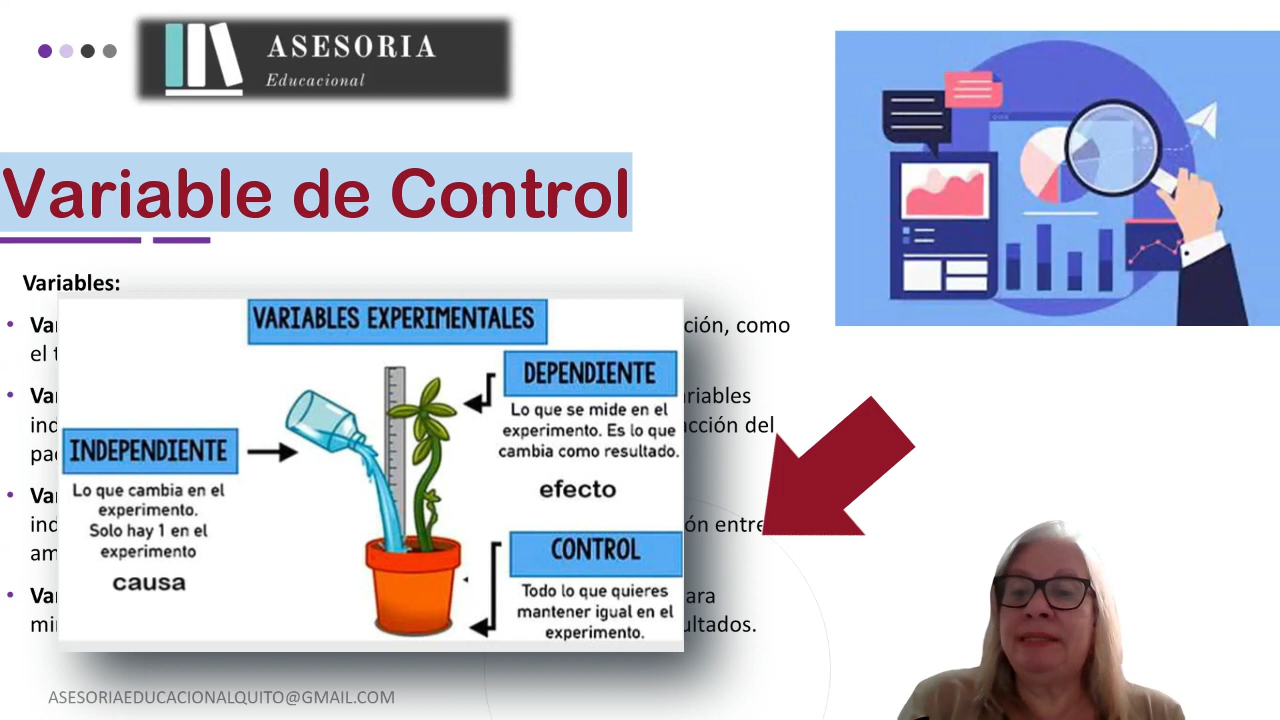 ASESORIA
Educacional
Variable de Control
Variables:
ción, como
el
riables
acción del
ón entre
ara
ultados.
VARIABLES EXPERIMENTALES
DEPENDIENTE
Lo que se mide en el
experimento. Es lo que
cambia como resultado.
efecto
INDEPENDIENTE
Lo que cambia en el
experimento.
Solo hay 1 en el
experimento
causa
CONTROL
Todo lo que quieres
mantener igual en el
experimento.
ASESORIAEDUCACIONALQUITO@GMAIL.COM